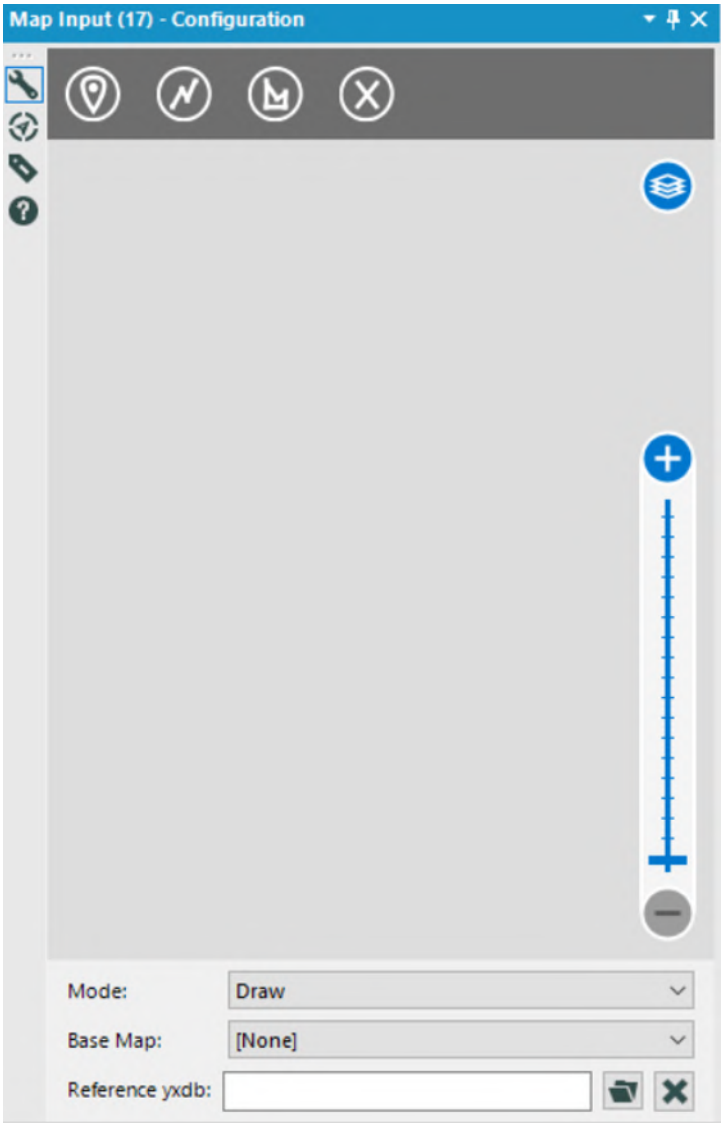 Map Input (17) - Configuration
Mode: Draw
Base Map: [None]
Reference yxdb: